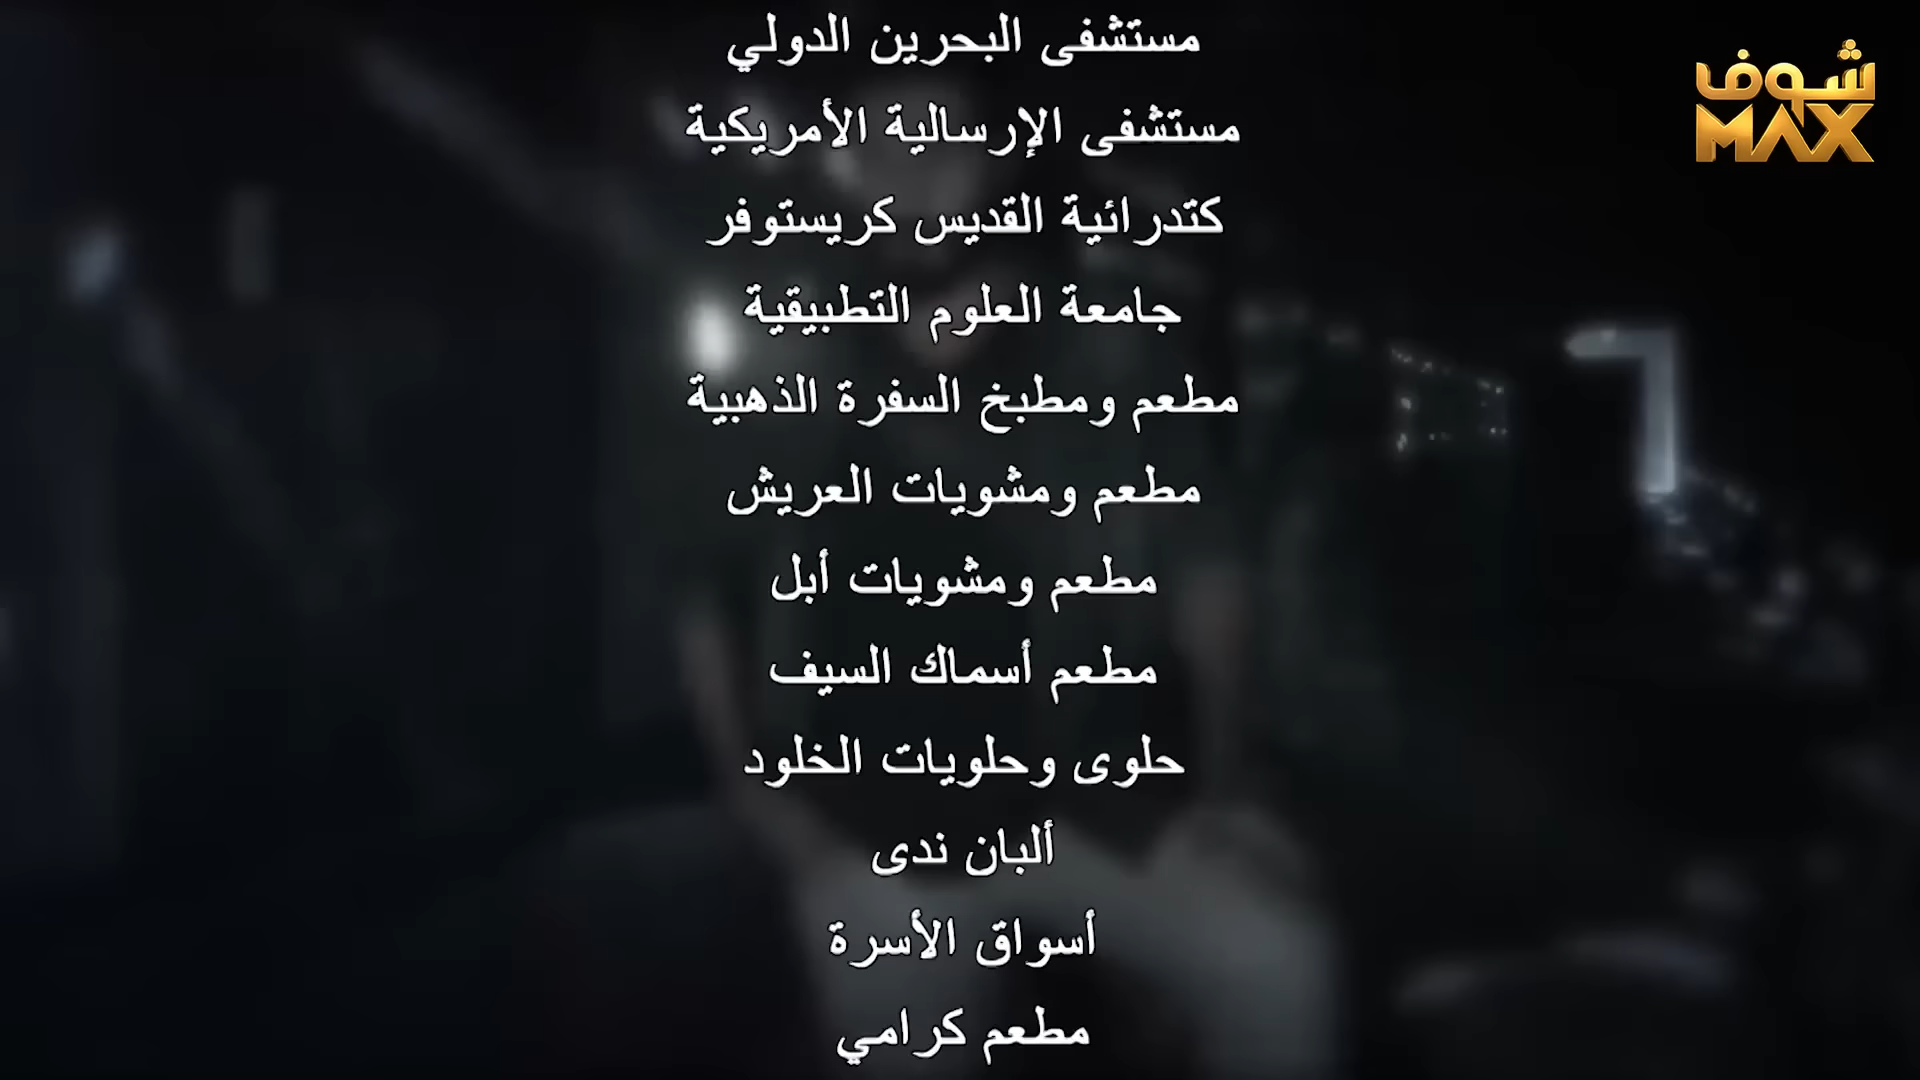 مستشفى البحرين الدولي
شوف
MAX
مستشفى الإرسالية الأمريكية
كتدرائية القديس كريستوفر
جامعة العلوم التطبيقية
مطعم ومطبخ السفرة الذهبية
مطعم ومشويات العريش
مطعم ومشويات أبل
مطعم أسماك السيف
حلوى وحلويات الخلود
ألبان ندى
أسواق الأسرة
مطعم كرامي